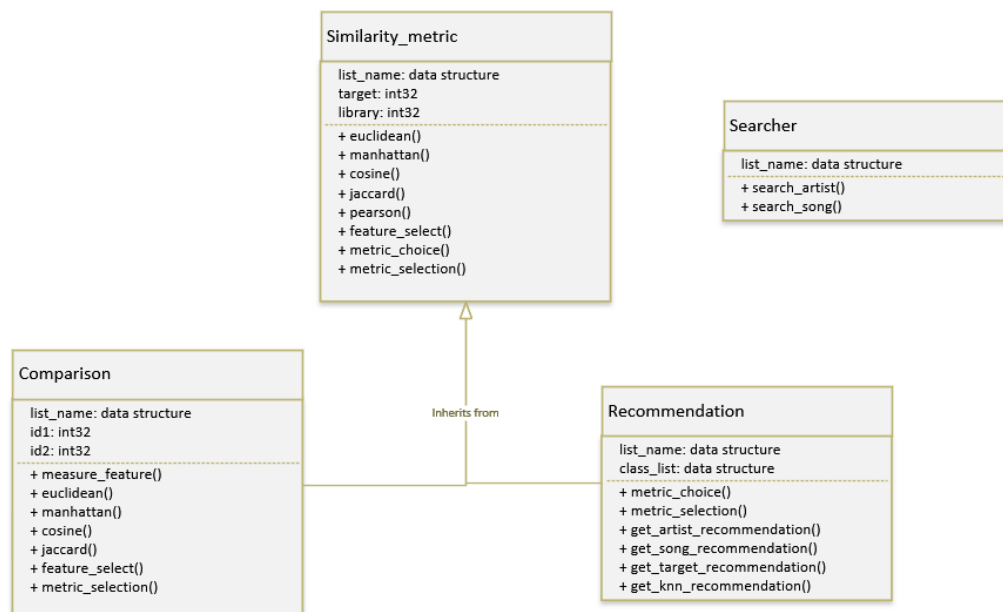 Similarity_metric
list_name: data structure
target: int32
library: int32
+ euclidean()
+ manhattan()
+ cosine()
+ jaccard()
+ pearson()
+ feature_select()
+ metric_choice()
+ metric_selection()
Searcher
list_name: data structure
+ search_artist()
+ search_song()
Inherits from
Comparison
list_name: data structure
id1: int32
id2: int32
+ measure_feature()
+ euclidean()
+ manhattan()
+ cosine()
+ jaccard()
+ feature_select()
+ metric_selection()
Recommendation
list_name: data structure
class_list: data structure
+ metric_choice()
+ metric_selection()
+ get_artist_recommendation()
+ get_song_recommendation()
+ get_target_recommendation()
+ get_knn_recommendation()